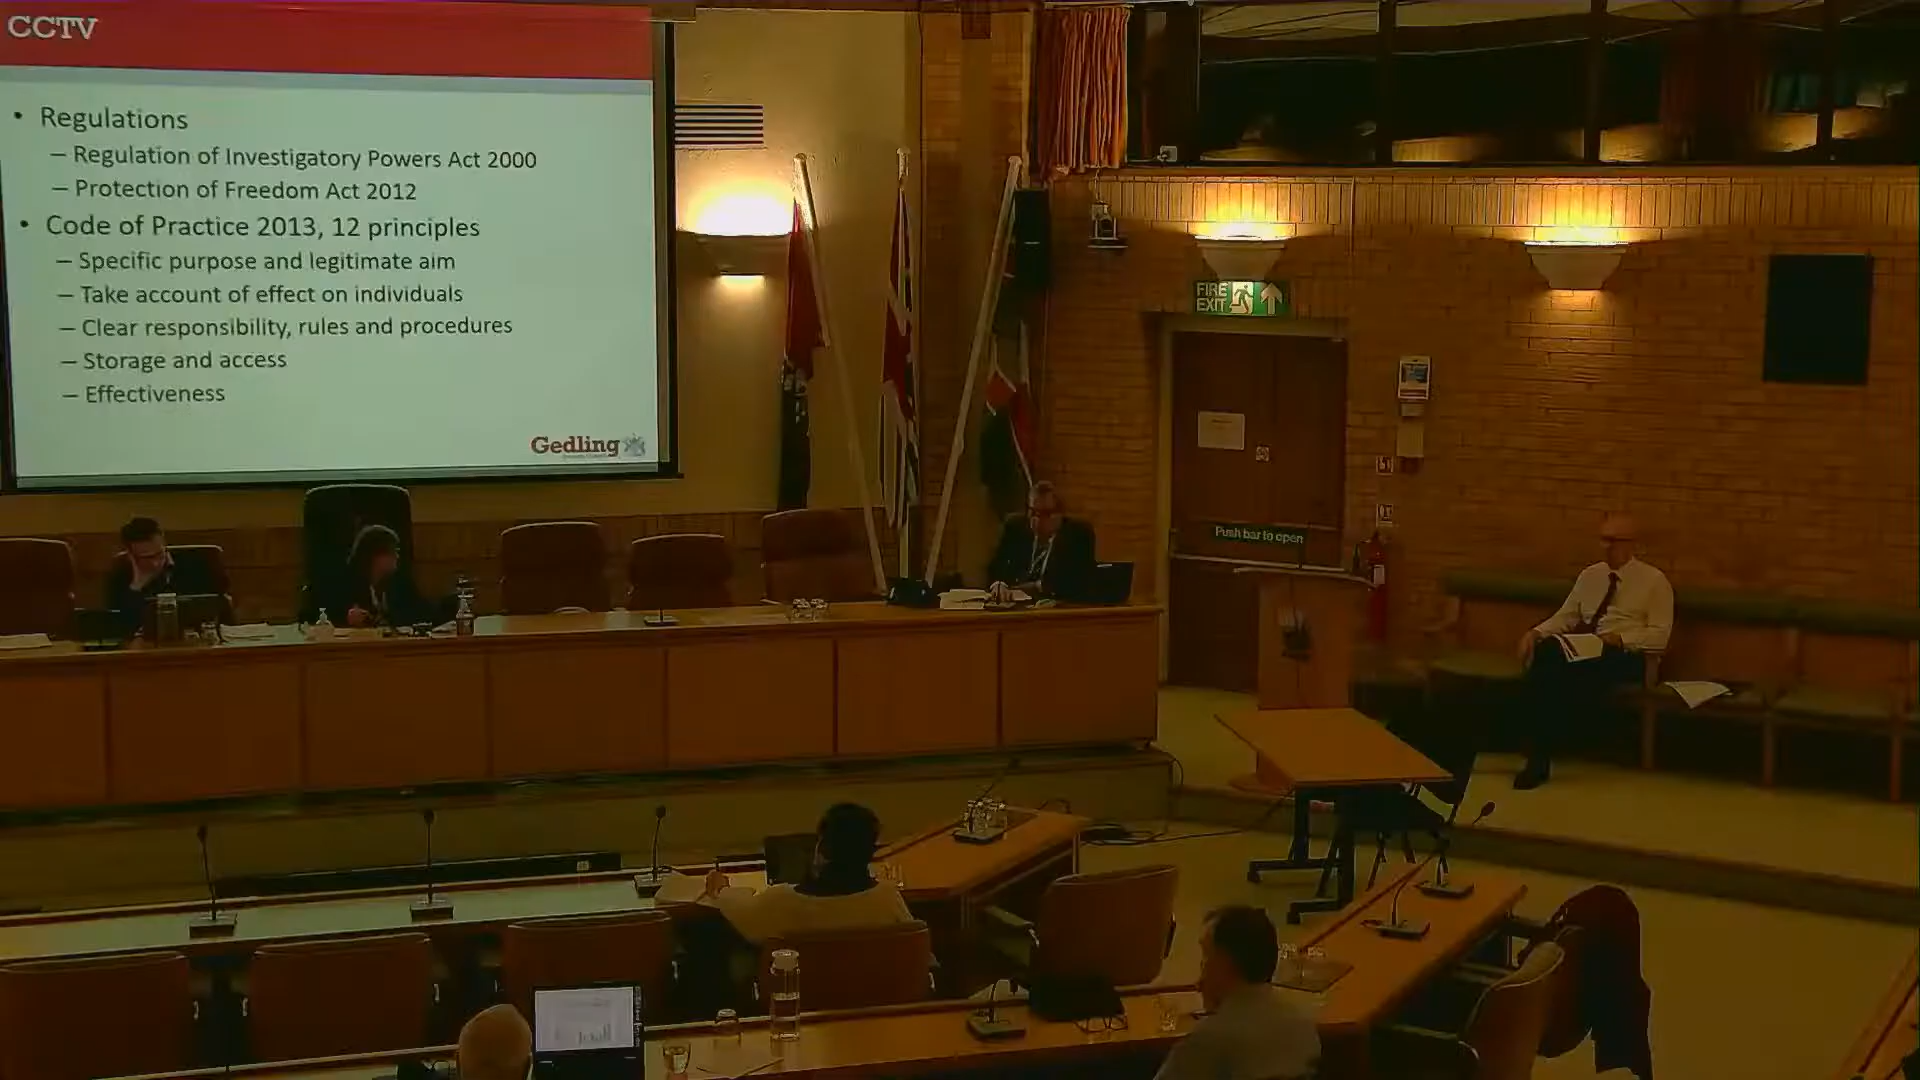 CCTV
• Regulations
– Regulation of Investigatory Powers Act 2000
– Protection of Freedom Act 2012
• Code of Practice 2013, 12 principles
– Specific purpose and legitimate aim
– Take account of effect on individuals
– Clear responsibility, rules and procedures
– Storage and access
– Effectiveness
Gedling
FIRE
EXIT
Push bar to open